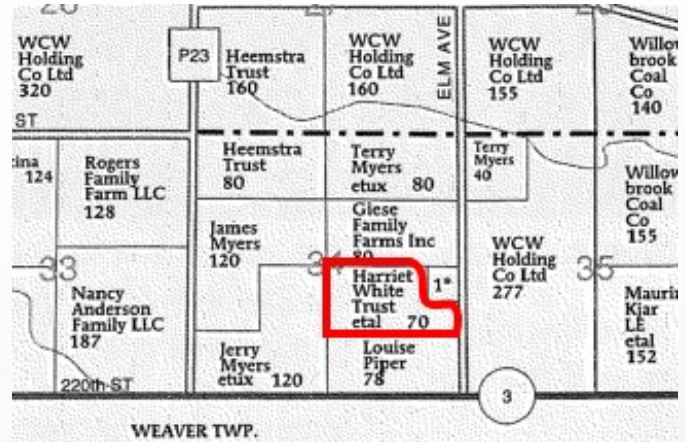 WCW
Holding
Co Ltd
320
P23
Heemstra
Trust
160
WCW
Holding
Co Ltd
160
ELM AVE
WCW
Holding
Co Ltd
155
Willow
brook
Coal
Co
140
ST
Rogers
Family
Farm LLC
128
124
Heemstra
Trust
80
Terry
Myers
etux 80
Terry
Myers
40
Willow
brook
Coal
Co
155
James
Myers
120
Giese
Family
Farms Inc
80
WCW
Holding
Co Ltd
277
33
34
35
Harriet
White
Trust
etal 70
1*
Nancy
Anderson
Family LLC
187
Maurin
Kjar
LE
etal
152
Jerry
Myers
etux 120
Louise
Piper
78
220th-ST
3
WEAVER TWP.